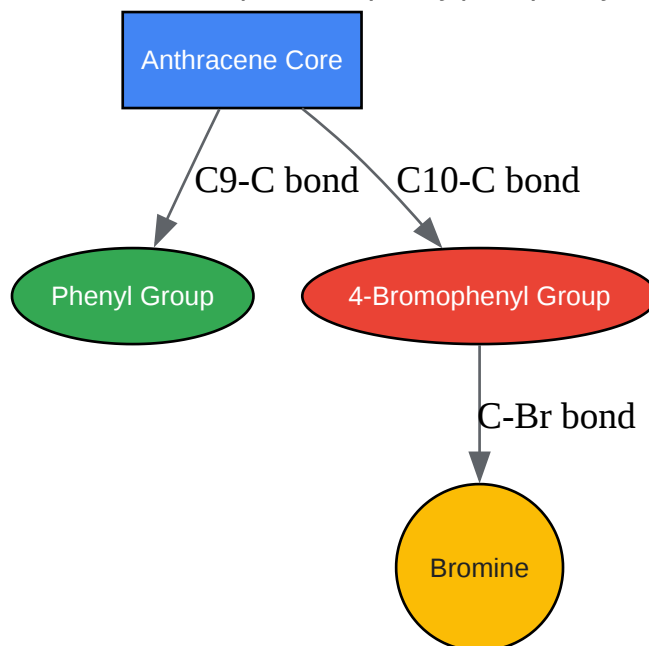 Anthracene Core
C9-C bond
C10-C bond
Phenyl Group
4-Bromophenyl Group
C-Br bond
Bromine